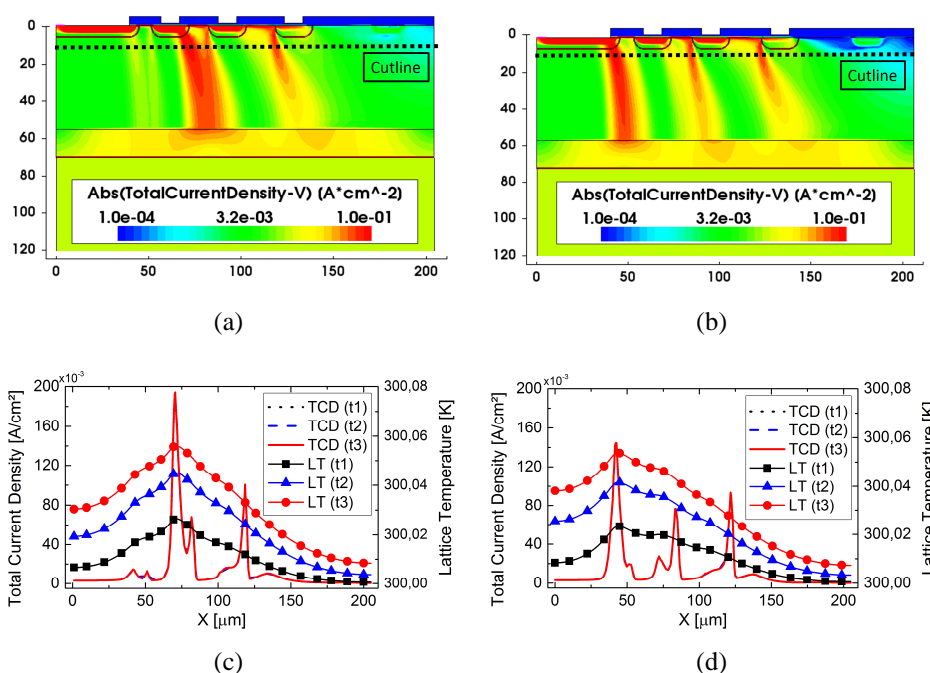 0
20
40
60
80
100
120
0
50
100
150
200
Cutline
Abs(TotalCurrentDensity-V) [A*cm^-2]
1.0e-04 3.2e-03 1.0e-01
(a)
0
20
40
60
80
100
120
0
50
100
150
200
Cutline
Abs(TotalCurrentDensity-V) [A*cm^-2]
1.0e-04 3.2e-03 1.0e-01
(b)
×10⁻³
200
160
120
80
40
0
Total Current Density [A/cm²]
0 50 100 150 200
X [µm]
300,08
300,06
300,04
300,02
300,00
Lattice Temperature [K]
TCD (t1)
TCD (t2)
TCD (t3)
LT (t1)
LT (t2)
LT (t3)
(c)
×10⁻³
200
160
120
80
40
0
Total Current Density [A/cm²]
0 50 100 150 200
X [µm]
300,08
300,06
300,04
300,02
300,00
Lattice Temperature [K]
TCD (t1)
TCD (t2)
TCD (t3)
LT (t1)
LT (t2)
LT (t3)
(d)